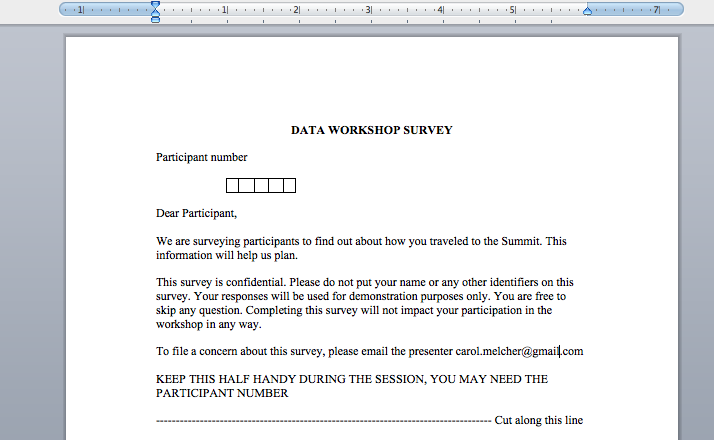 1 1 2 3 4 5 7
DATA WORKSHOP SURVEY
Participant number
Dear Participant,
We are surveying participants to find out about how you traveled to the Summit. This
information will help us plan.
This survey is confidential. Please do not put your name or any other identifiers on this
survey. Your responses will be used for demonstration purposes only. You are free to
skip any question. Completing this survey will not impact your participation in the
workshop in any way.
To file a concern about this survey, please email the presenter carol.melcher@gmail.com
KEEP THIS HALF HANDY DURING THE SESSION, YOU MAY NEED THE
PARTICIPANT NUMBER
-------------------------------------------------------------------------------- Cut along this line